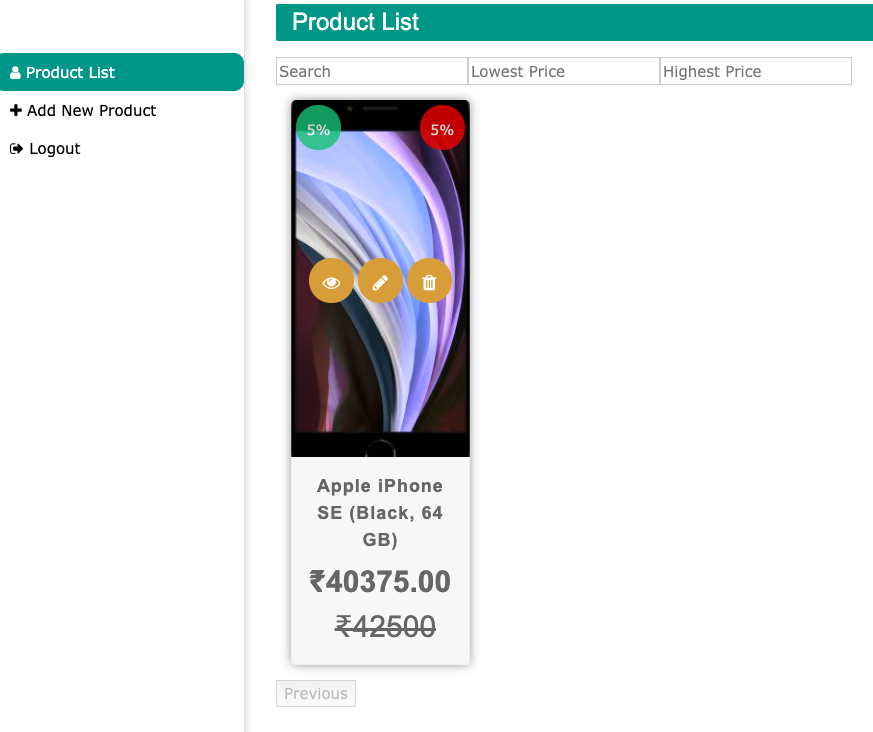 Product List
Product List
Add New Product
Logout
Search Lowest Price Highest Price
5% 5%
Apple iPhone
SE (Black, 64
GB)
₹40375.00
₹42500
Previous